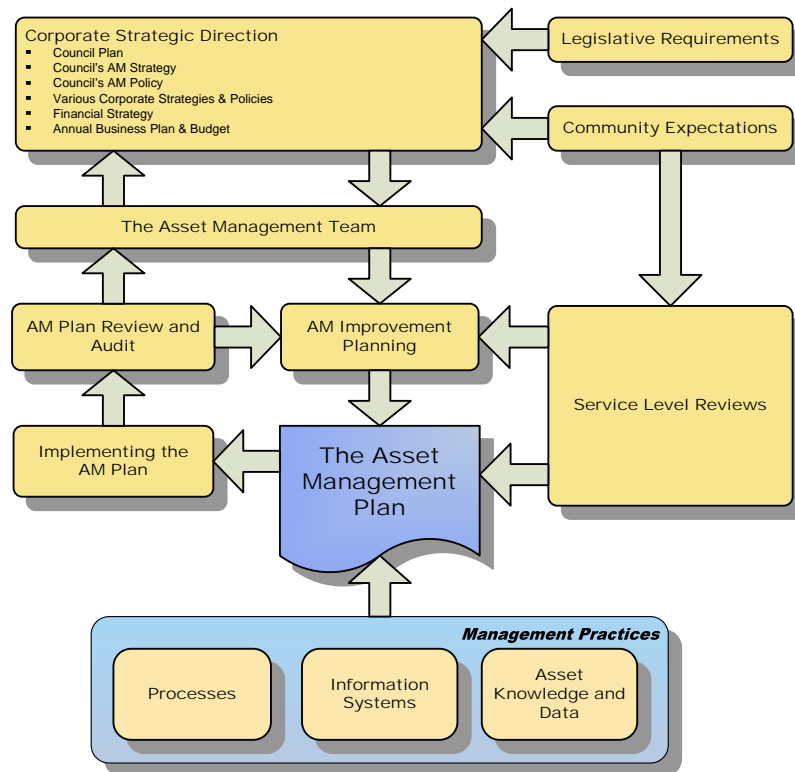 Corporate Strategic Direction
▪ Council Plan
▪ Council's AM Strategy
▪ Council's AM Policy
▪ Various Corporate Strategies & Policies
▪ Financial Strategy
▪ Annual Business Plan & Budget
Legislative Requirements
Community Expectations
The Asset Management Team
AM Plan Review and
Audit
AM Improvement
Planning
Service Level Reviews
Implementing the
AM Plan
The Asset
Management
Plan
Management Practices
Processes
Information
Systems
Asset
Knowledge and
Data